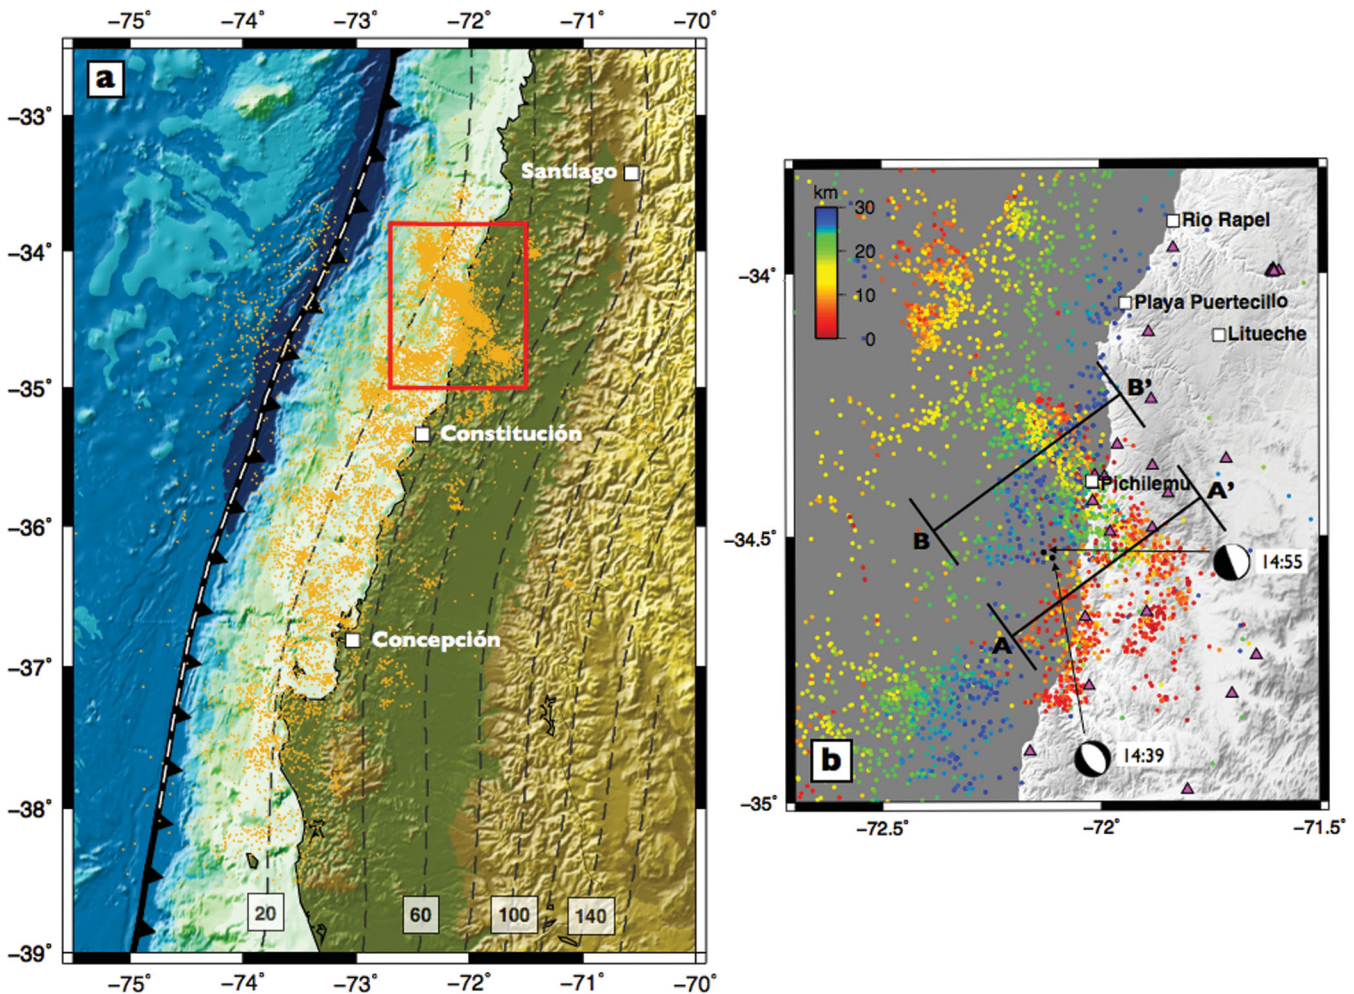 −75˚ −74˚ −73˚ −72˚ −71˚ −70˚
a
−33˚
Santiago
−34˚
−35˚
Constitución
−36˚
Concepción
−37˚
−38˚
20 60 100 140
−39˚
−75˚ −74˚ −73˚ −72˚ −71˚ −70˚
km
30
20
10
0
Rio Rapel
−34˚
Playa Puertecillo
Litueche
B'
Pichilemu
A'
B
−34.5˚
14:55
A
b
14:39
−35˚
−72.5˚ −72˚ −71.5˚